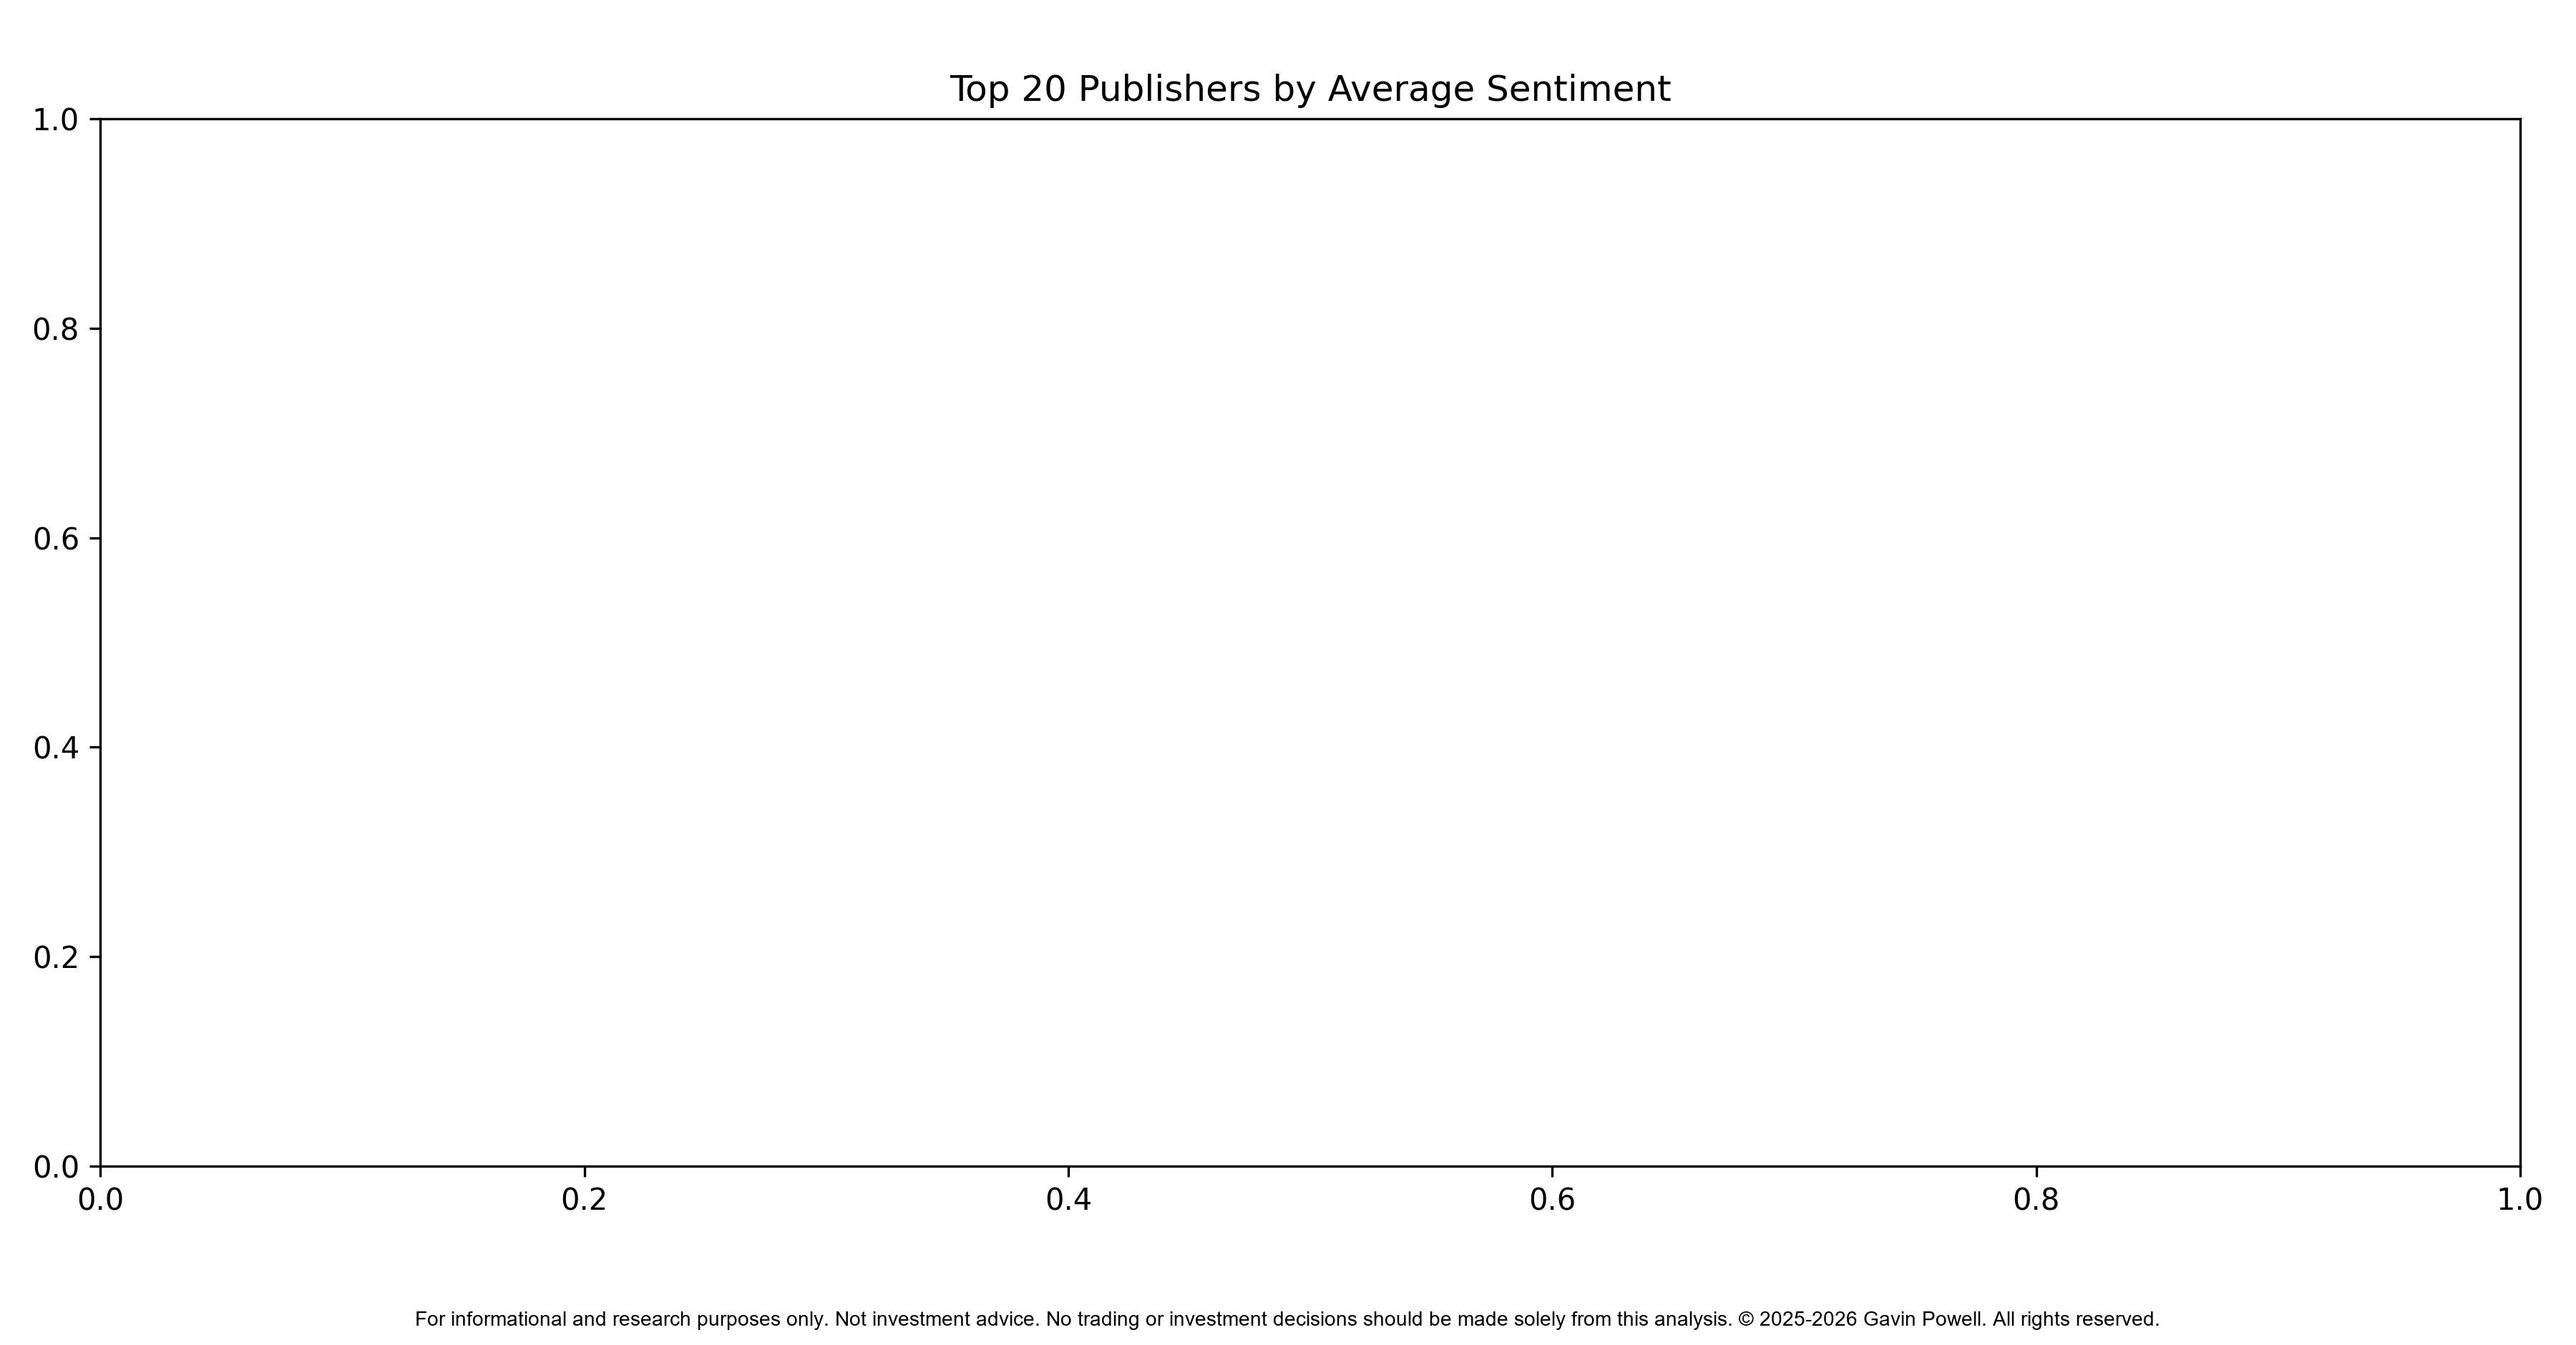 Top 20 Publishers by Average Sentiment
1.0
0.8
0.6
0.4
0.2
0.0
0.0 0.2 0.4 0.6 0.8 1.0
For informational and research purposes only. Not investment advice. No trading or investment decisions should be made solely from this analysis. © 2025-2026 Gavin Powell. All rights reserved.